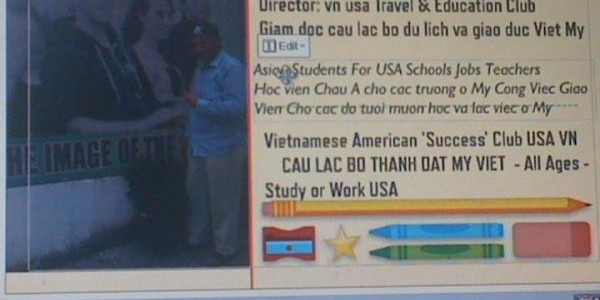 Director: vn usa Travel & Education Club
Giam doc cau lac bo du lich va giao duc Viet My
Edit
Students For USA Schools Jobs Teachers
Hoc vien Chau A cho cac truong o My Cong Viec Giao
Vien Cho cac do tuoi muon hoc va lac viec o My
HE IMAGE OF THE
Vietnamese American 'Success' Club USA VN
CAU LAC BO THANH DAT MY VIET - All Ages -
Study or Work USA